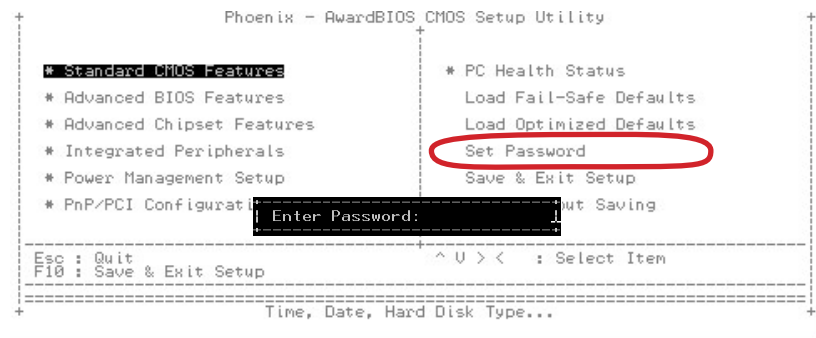 Phoenix - AwardBIOS CMOS Setup Utility
* Standard CMOS Features
* Advanced BIOS Features
* Advanced Chipset Features
* Integrated Peripherals
* Power Management Setup
* PnP/PCI Configurati
* PC Health Status
Load Fail-Safe Defaults
Load Optimized Defaults
Set Password
Save & Exit Setup
out Saving
Enter Password:
Esc : Quit
F10 : Save & Exit Setup
^ V > < : Select Item
Time, Date, Hard Disk Type...